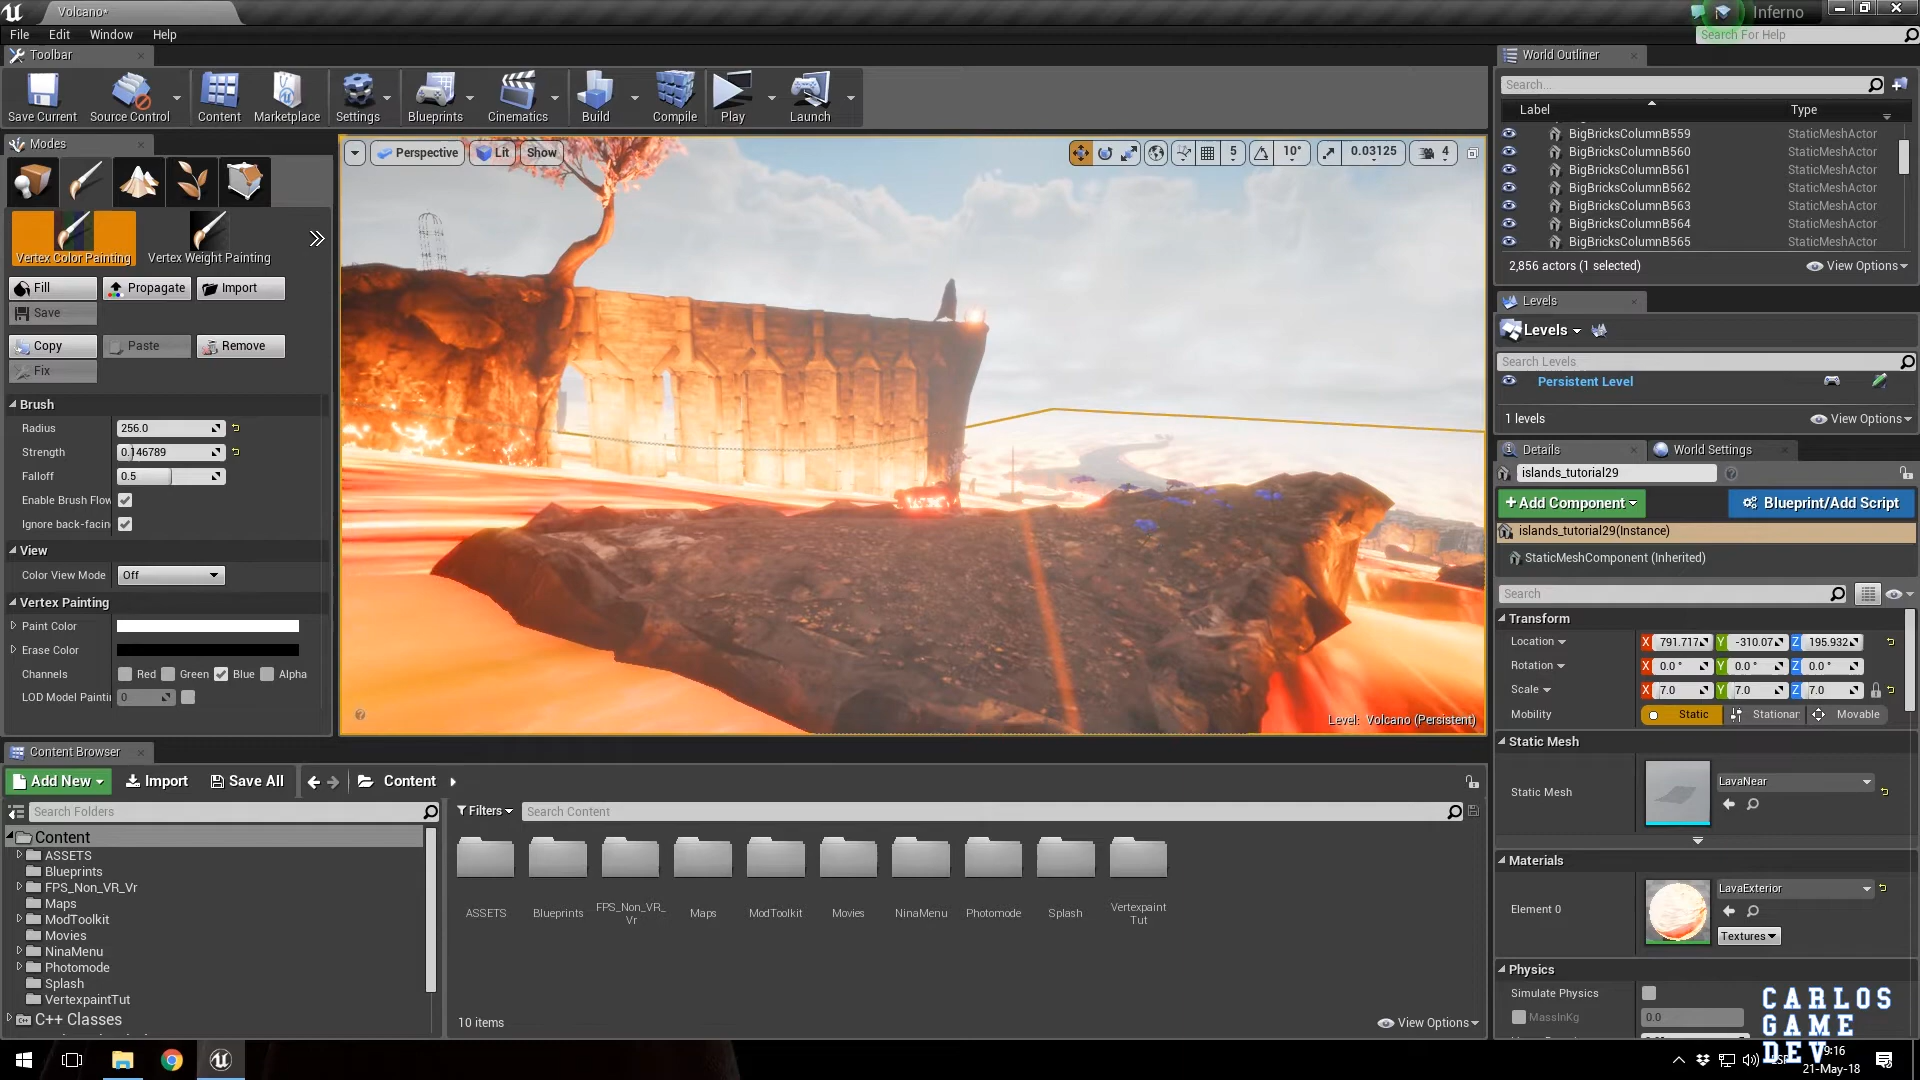 Volcano*
Inferno
File
Edit
Window
Help
Search For Help
Toolbar
Save Current
Source Control
Content
Marketplace
Settings
Blueprints
Cinematics
Build
Compile
Play
Launch
Modes
Vertex Color Painting
Vertex Weight Painting
Fill
Propagate
Import
Save
Copy
Paste
Remove
Fix
Brush
Radius
256.0
Strength
0.146789
Falloff
0.5
Enable Brush Flow
Ignore back-facin
View
Color View Mode
Off
Vertex Painting
Paint Color
Erase Color
Channels
Red
Green
Blue
Alpha
LOD Model Paintin
0
Perspective
Lit
Show
5
10°
0.03125
4
Level: Volcano (Persistent)
World Outliner
Search...
Label
Type
BigBricksColumnB559 StaticMeshActor
BigBricksColumnB560 StaticMeshActor
BigBricksColumnB561 StaticMeshActor
BigBricksColumnB562 StaticMeshActor
BigBricksColumnB563 StaticMeshActor
BigBricksColumnB564 StaticMeshActor
BigBricksColumnB565 StaticMeshActor
2,856 actors (1 selected)
View Options
Levels
Levels
Search Levels
Persistent Level
1 levels
View Options
Details
World Settings
islands_tutorial29
+Add Component
Blueprint/Add Script
islands_tutorial29(Instance)
StaticMeshComponent (Inherited)
Search
Transform
Location X 791.717 Y -310.07 Z 195.932
Rotation X 0.0 ° Y 0.0 ° Z 0.0 °
Scale X 7.0 Y 7.0 Z 7.0
Mobility
Static
Stationar
Movable
Static Mesh
Static Mesh
LavaNear
Materials
Element 0
LavaExterior
Textures
Physics
Simulate Physics
MassInKg
0.0
Content Browser
Add New
Import
Save All
Content
Search Folders
Filters
Search Content
Content
ASSETS
Blueprints
FPS_Non_VR_Vr
Maps
ModToolkit
Movies
NinaMenu
Photomode
Splash
VertexpaintTut
C++ Classes
ASSETS
Blueprints
FPS_Non_VR_
Vr
Maps
ModToolkit
Movies
NinaMenu
Photomode
Splash
Vertexpaint
Tut
10 items
View Options
CARLOS
GAME
DEV
9:16
21-May-18